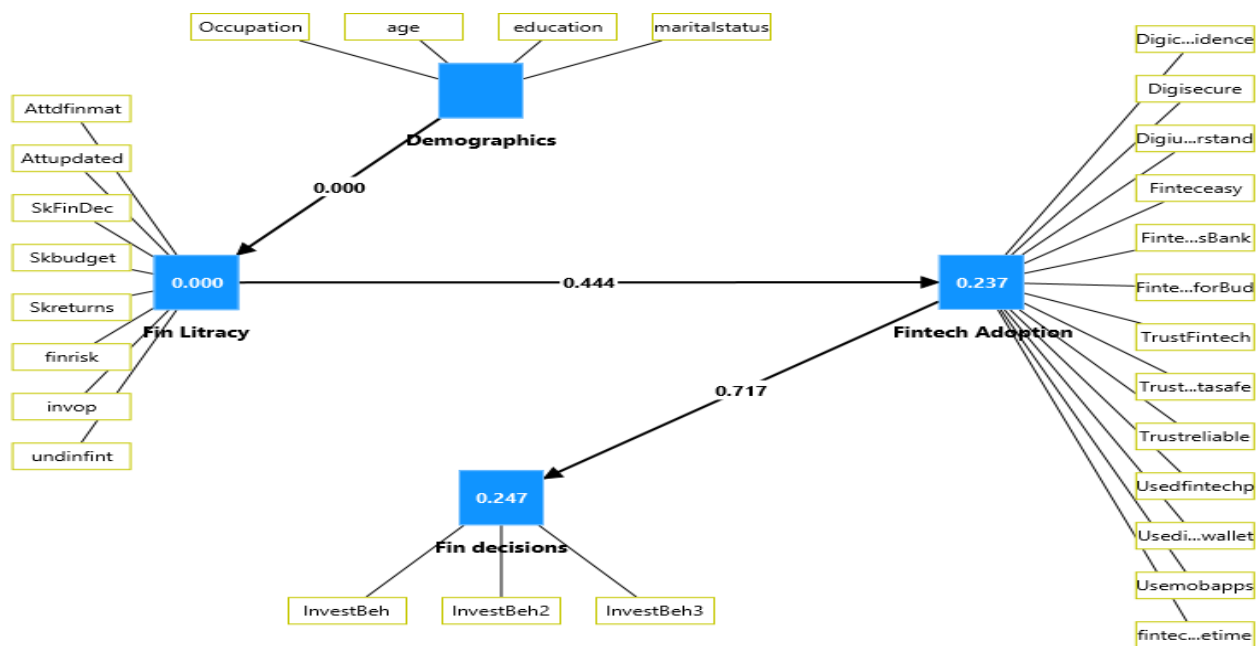 Occupation
age
education
maritalstatus
Demographics
0.000
Attdfinmat
Attupdated
SkFinDec
Skbudget
Skreturns
finrisk
invop
undinfint
0.000
Fin Litracy
0.444
0.237
Fintech Adoption
0.717
0.247
Fin decisions
InvestBeh
InvestBeh2
InvestBeh3
Digic...idence
Digisecure
Digiu...rstand
Finteceasy
Finte...sBank
Finte...forBud
TrustFintech
Trust...tasafe
Trustreliable
Usedfintechp
Usedi...wallet
Usemobapps
fintec...etime